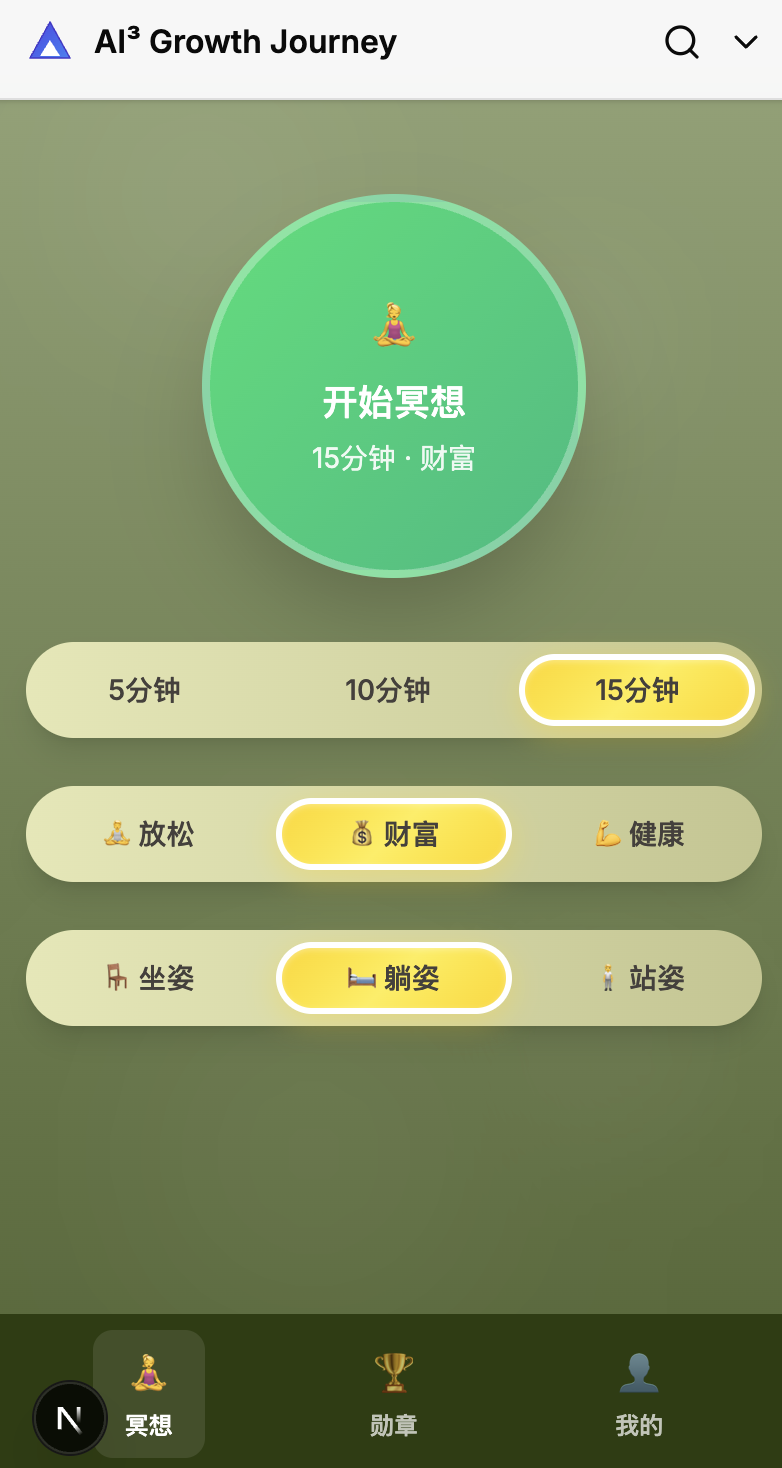 AI³ Growth Journey
开始冥想
15分钟 · 财富
5分钟 10分钟 15分钟
放松 财富 健康
坐姿 躺姿 站姿
冥想 勋章 我的
N